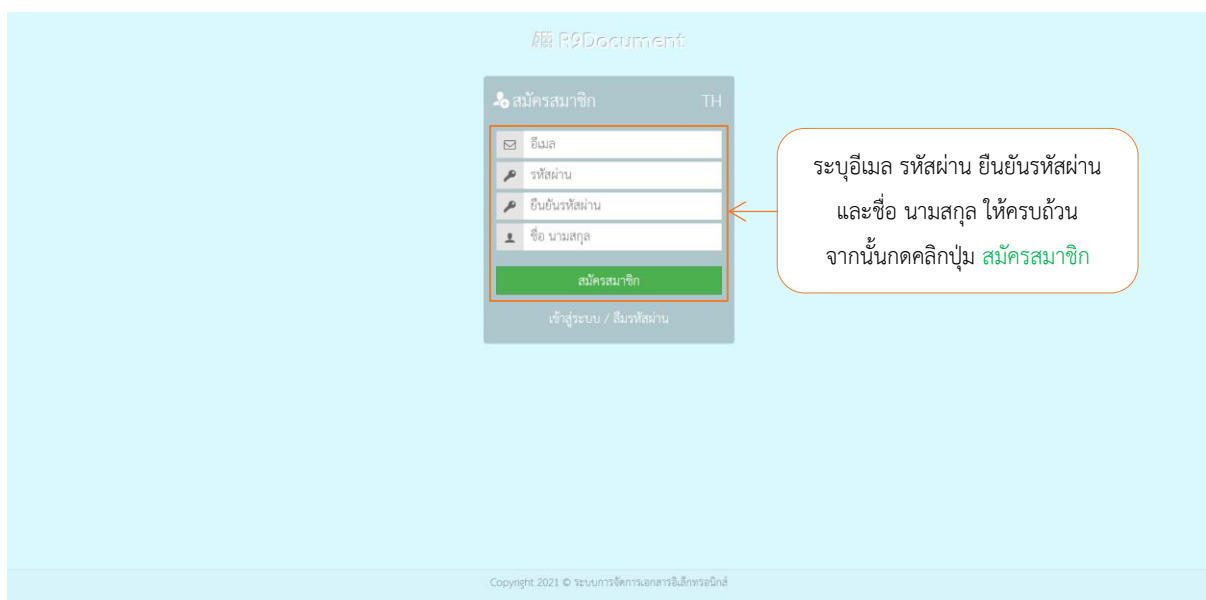 R9Document
สมัครสมาชิก TH
อีเมล
รหัสผ่าน
ยืนยันรหัสผ่าน
ชื่อ นามสกุล
สมัครสมาชิก
เข้าสู่ระบบ / ลืมรหัสผ่าน
ระบุอีเมล รหัสผ่าน ยืนยันรหัสผ่าน
และชื่อ นามสกุล ให้ครบถ้วน
จากนั้นกดคลิกปุ่ม สมัครสมาชิก
Copyright 2021 © ระบบการจัดการเอกสารอิเล็กทรอนิกส์